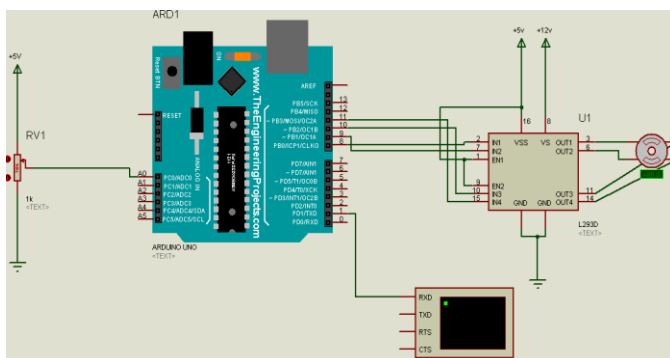 ARD1
+5V
+5v
+12v
Reset BTN
ON
www.TheEngineeringProjects.com
AREF
RESET
13
PB5/SCK
12
PB4/MISO
11
~ PB3/MOSI/OC2A
10
~ PB2/OC1B
9
~ PB1/OC1A
8
PB0/ICP1/CLKO
7
PD7/AIN1
6
~ PD6/AIN0
5
~ PD5/T1/OC0B
4
PD4/T0/XCK
3
~ PD3/INT1/OC2B
2
PD2/INT0
1
PD1/TXD
0
PD0/RXD
ANALOG IN
A0
PC0/ADC0
A1
PC1/ADC1
A2
PC2/ADC2
A3
PC3/ADC3
A4
PC4/ADC4/SDA
A5
PC5/ADC5/SCL
ARDUINO UNO
<TEXT>
RV1
1k
<TEXT>
U1
16
8
2
IN1
VSS
VS
OUT1
3
7
IN2
OUT2
6
1
EN1
9
EN2
10
IN3
OUT3
11
15
IN4
GND
GND
OUT4
14
L293D
<TEXT>
RXD
TXD
RTS
CTS